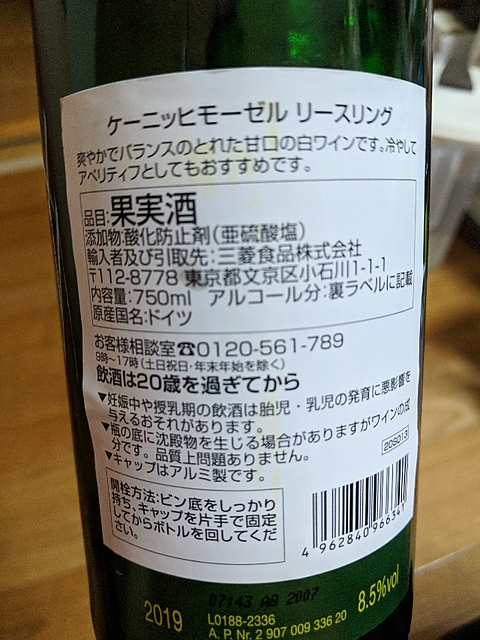 ケーニッヒモーゼル リースリング
爽やかでバランスのとれた甘口の白ワインです。冷やして
アペリティフとしてもおすすめです。
品目:果実酒
添加物:酸化防止剤(亜硫酸塩)
輸入者及び引取先:三菱食品株式会社
〒112-8778 東京都文京区小石川1-1-1
内容量:750ml アルコール分:裏ラベルに記載
原産国名:ドイツ
お客様相談室☎0120-561-789
9時~17時(土日祝日・年末年始を除く)
飲酒は20歳を過ぎてから
▼妊娠中や授乳期の飲酒は胎児・乳児の発育に悪影響を
与えるおそれがあります。
▼瓶の底に沈殿物を生じる場合がありますがワインの成
分です。品質上問題ありません。
▼キャップはアルミ製です。
20S013
開栓方法:ビン底をしっかり
持ち、キャップを片手で固定
してからボトルを回してくだ
さい。
4 962840 966341
07:43 AB 2007
2019
L0188-2336
8.5%vol
A. P. Nr. 2 907 009 336 20